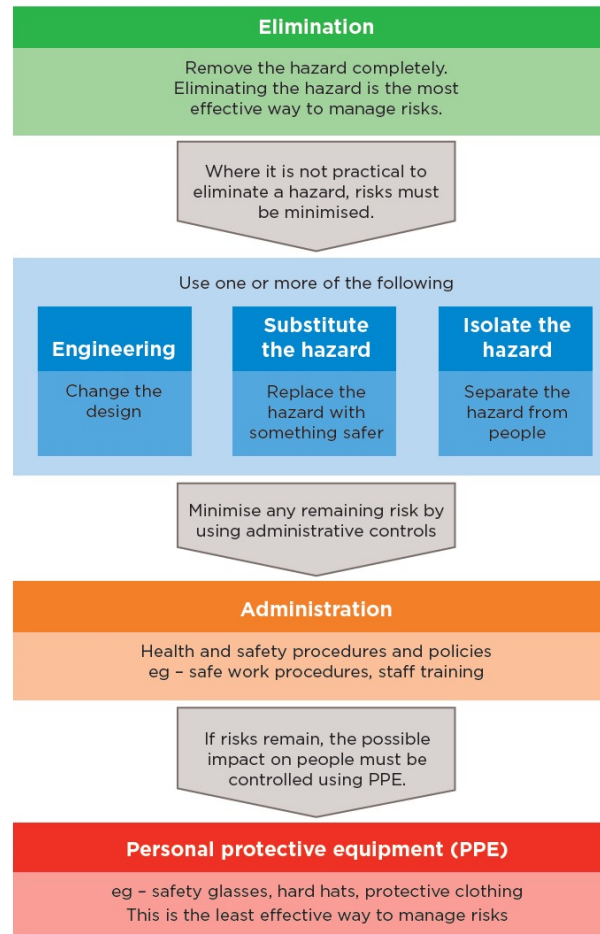 Elimination
Remove the hazard completely.
Eliminating the hazard is the most
effective way to manage risks.
Where it is not practical to
eliminate a hazard, risks must
be minimised.
Use one or more of the following
Engineering
Change the
design
Substitute
the hazard
Replace the
hazard with
something safer
Isolate the
hazard
Separate the
hazard from
people
Minimise any remaining risk by
using administrative controls
Administration
Health and safety procedures and policies
eg – safe work procedures, staff training
If risks remain, the possible
impact on people must be
controlled using PPE.
Personal protective equipment (PPE)
eg – safety glasses, hard hats, protective clothing
This is the least effective way to manage risks